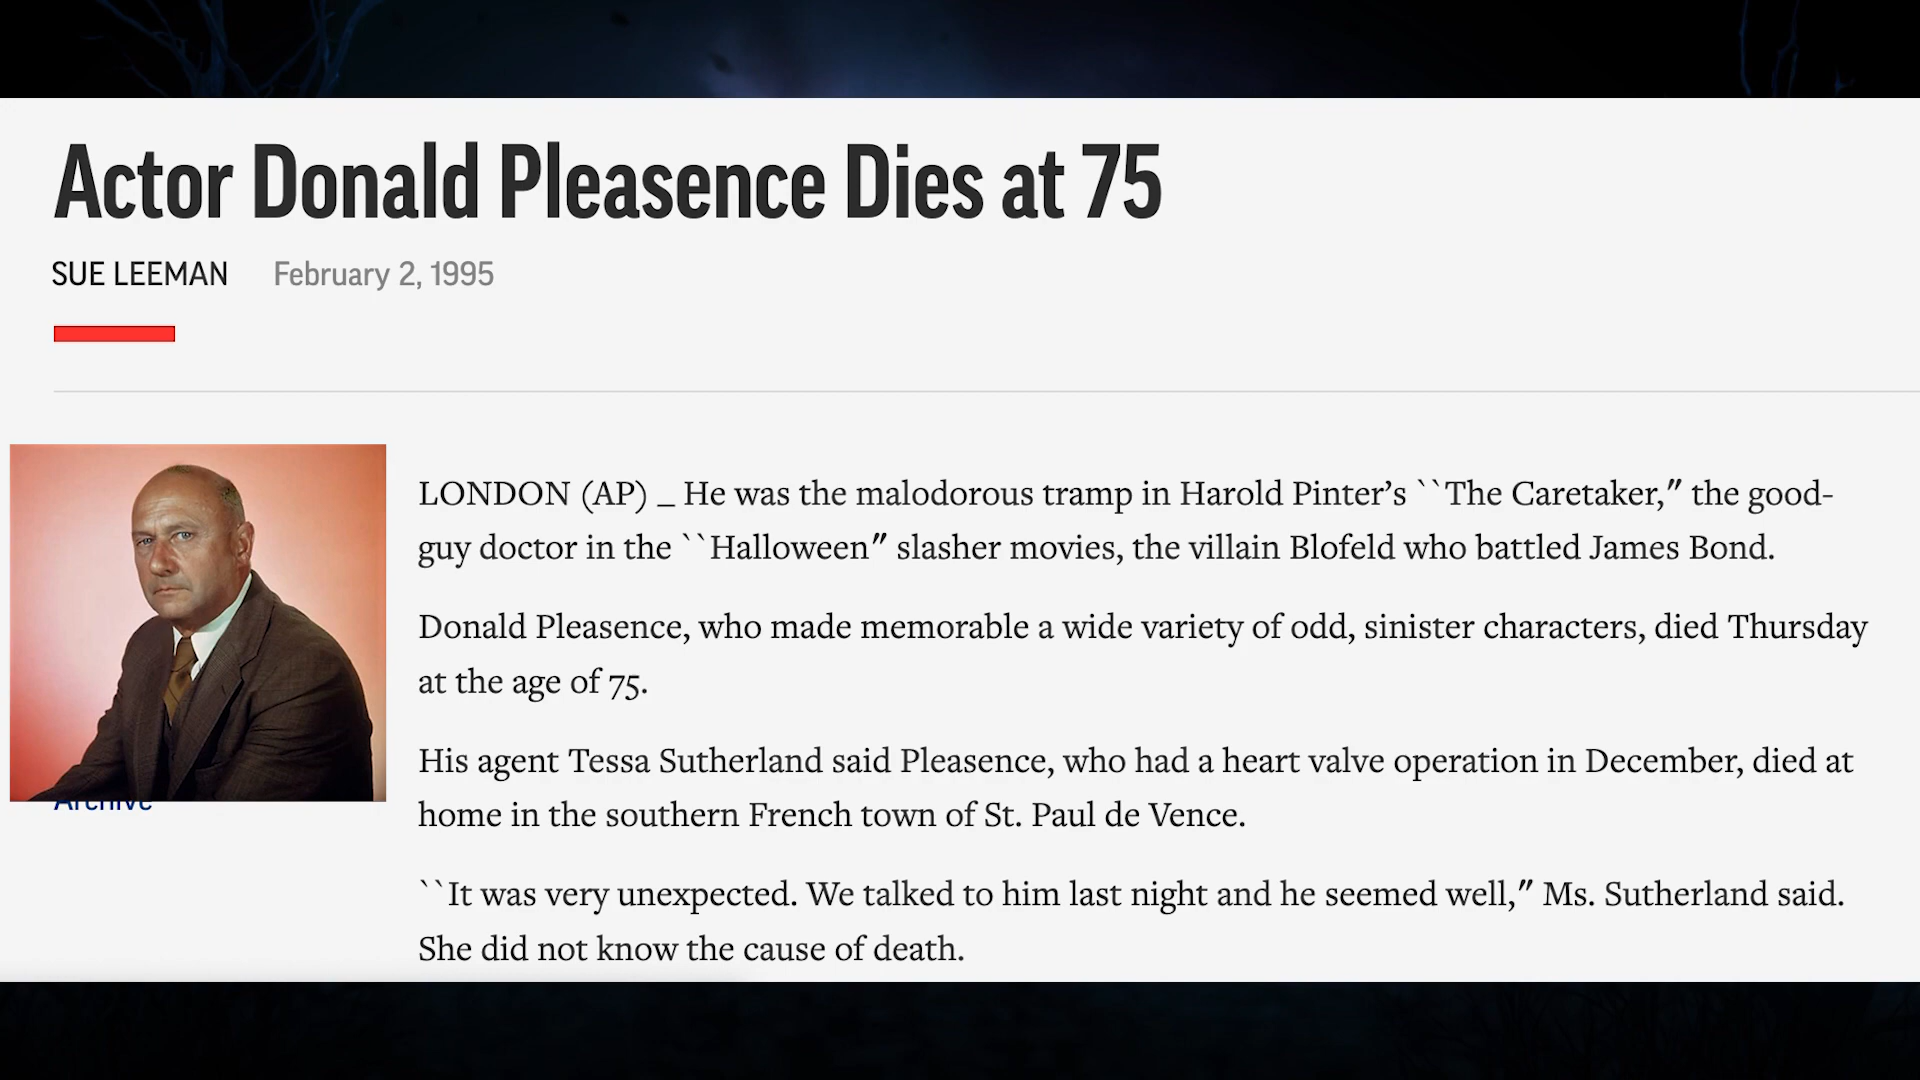 Actor Donald Pleasence Dies at 75
SUE LEEMAN February 2, 1995
LONDON (AP) _ He was the malodorous tramp in Harold Pinter’s ``The Caretaker,″ the good-
guy doctor in the ``Halloween″ slasher movies, the villain Blofeld who battled James Bond.
Donald Pleasence, who made memorable a wide variety of odd, sinister characters, died Thursday
at the age of 75.
His agent Tessa Sutherland said Pleasence, who had a heart valve operation in December, died at
home in the southern French town of St. Paul de Vence.
``It was very unexpected. We talked to him last night and he seemed well,″ Ms. Sutherland said.
She did not know the cause of death.
Archive